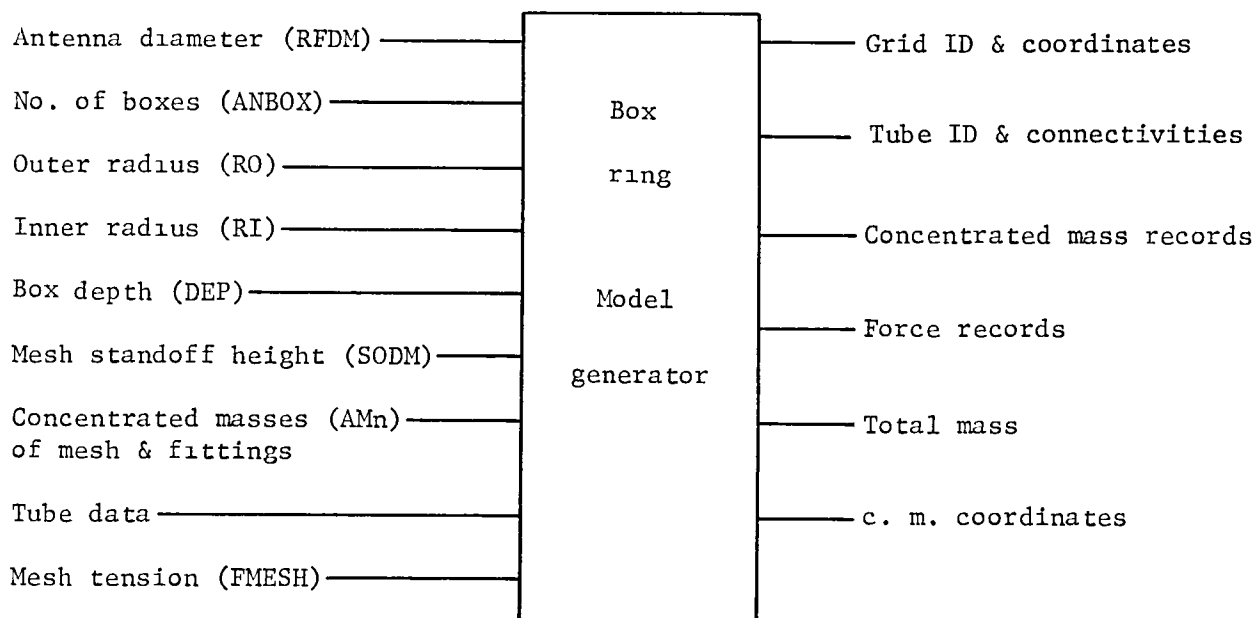 Antenna diameter (RFDM)
No. of boxes (ANBOX)
Outer radius (RO)
Inner radius (RI)
Box depth (DEP)
Mesh standoff height (SODM)
Concentrated masses (AMn)
of mesh & fittings
Tube data
Mesh tension (FMESH)
Box
ring
Model
generator
Grid ID & coordinates
Tube ID & connectivities
Concentrated mass records
Force records
Total mass
c. m. coordinates